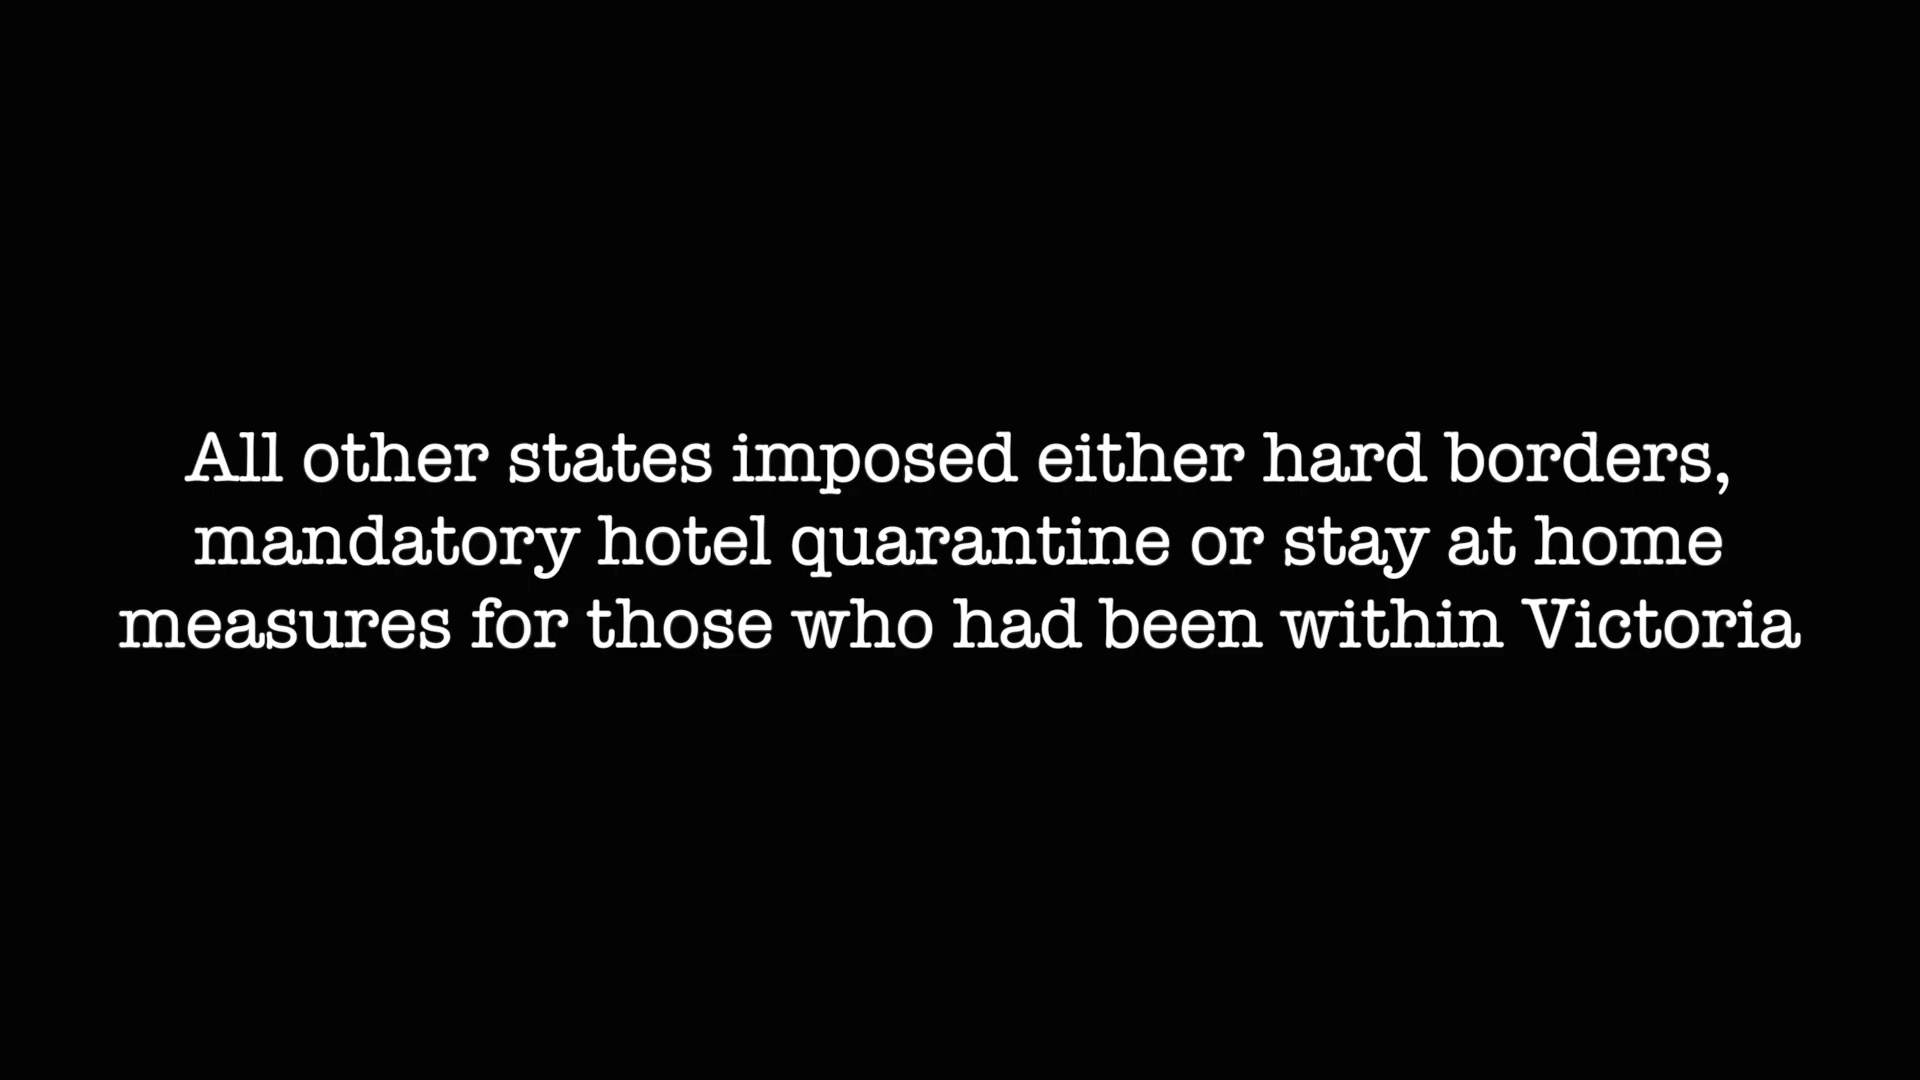 All other states imposed either hard borders,
mandatory hotel quarantine or stay at home
measures for those who had been within Victoria